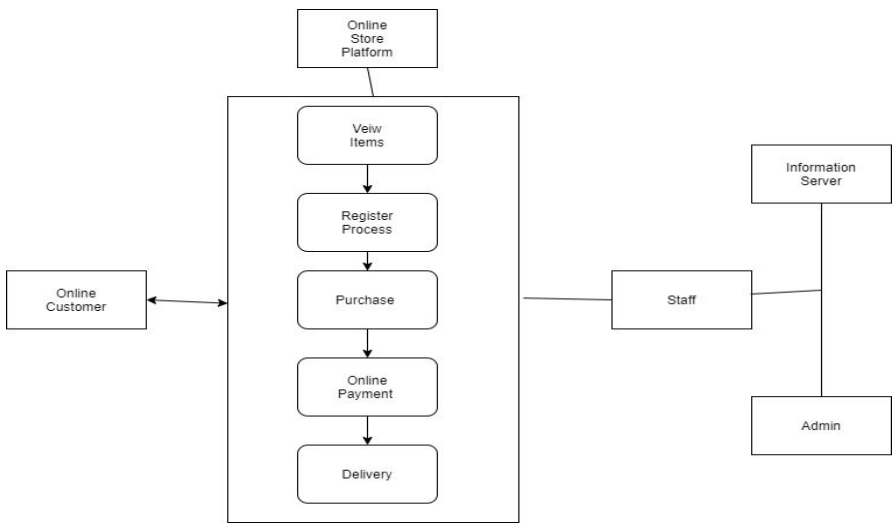 Online
Store
Platform
Veiw
Items
Register
Process
Purchase
Online
Payment
Delivery
Online
Customer
Staff
Information
Server
Admin